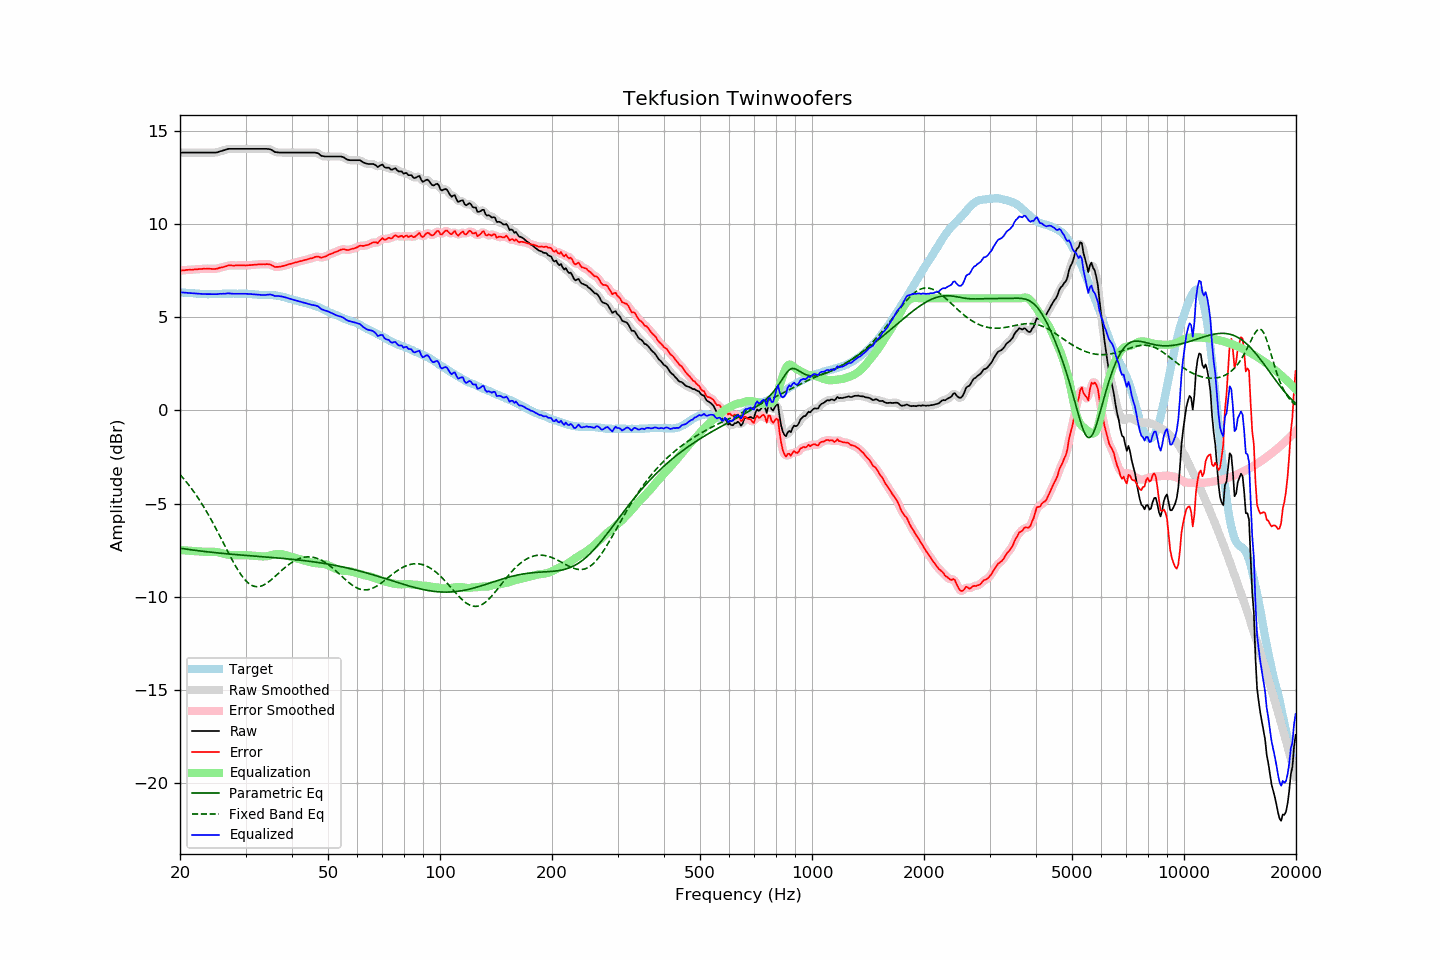 Tekfusion Twinwoofers
15
10
5
0
−5
−10
−15
−20
Amplitude (dBr)
Target
Raw Smoothed
Error Smoothed
Raw
Error
Equalization
Parametric Eq
Fixed Band Eq
Equalized
20 50 100 200 500 1000 2000 5000 10000 20000
Frequency (Hz)